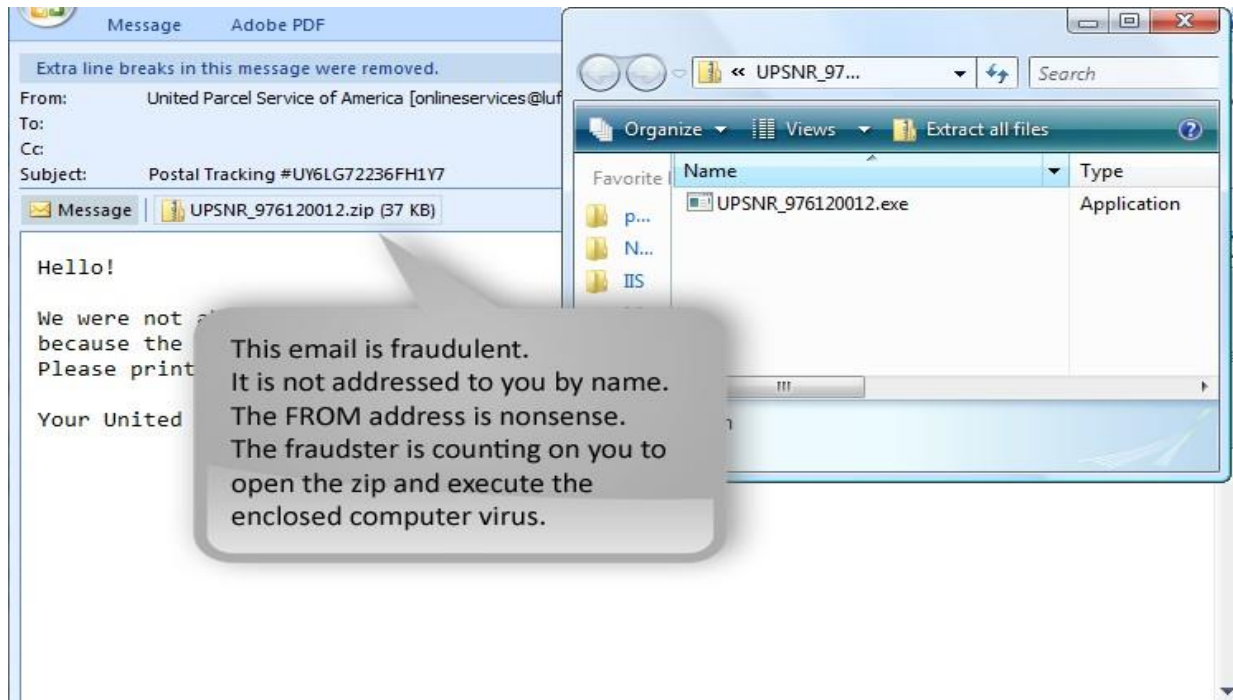 Message Adobe PDF
Extra line breaks in this message were removed.
From: United Parcel Service of America [onlineservices@luf
To:
Cc:
Subject: Postal Tracking #UY6LG72236FH1Y7
Message UPSNR_976120012.zip (37 KB)
Hello!
We were not
because the
Please print
Your United
This email is fraudulent.
It is not addressed to you by name.
The FROM address is nonsense.
The fraudster is counting on you to
open the zip and execute the
enclosed computer virus.
« UPSNR_97... Search
Organize Views Extract all files
Favorite
Name Type
UPSNR_976120012.exe Application
p...
N...
IIS